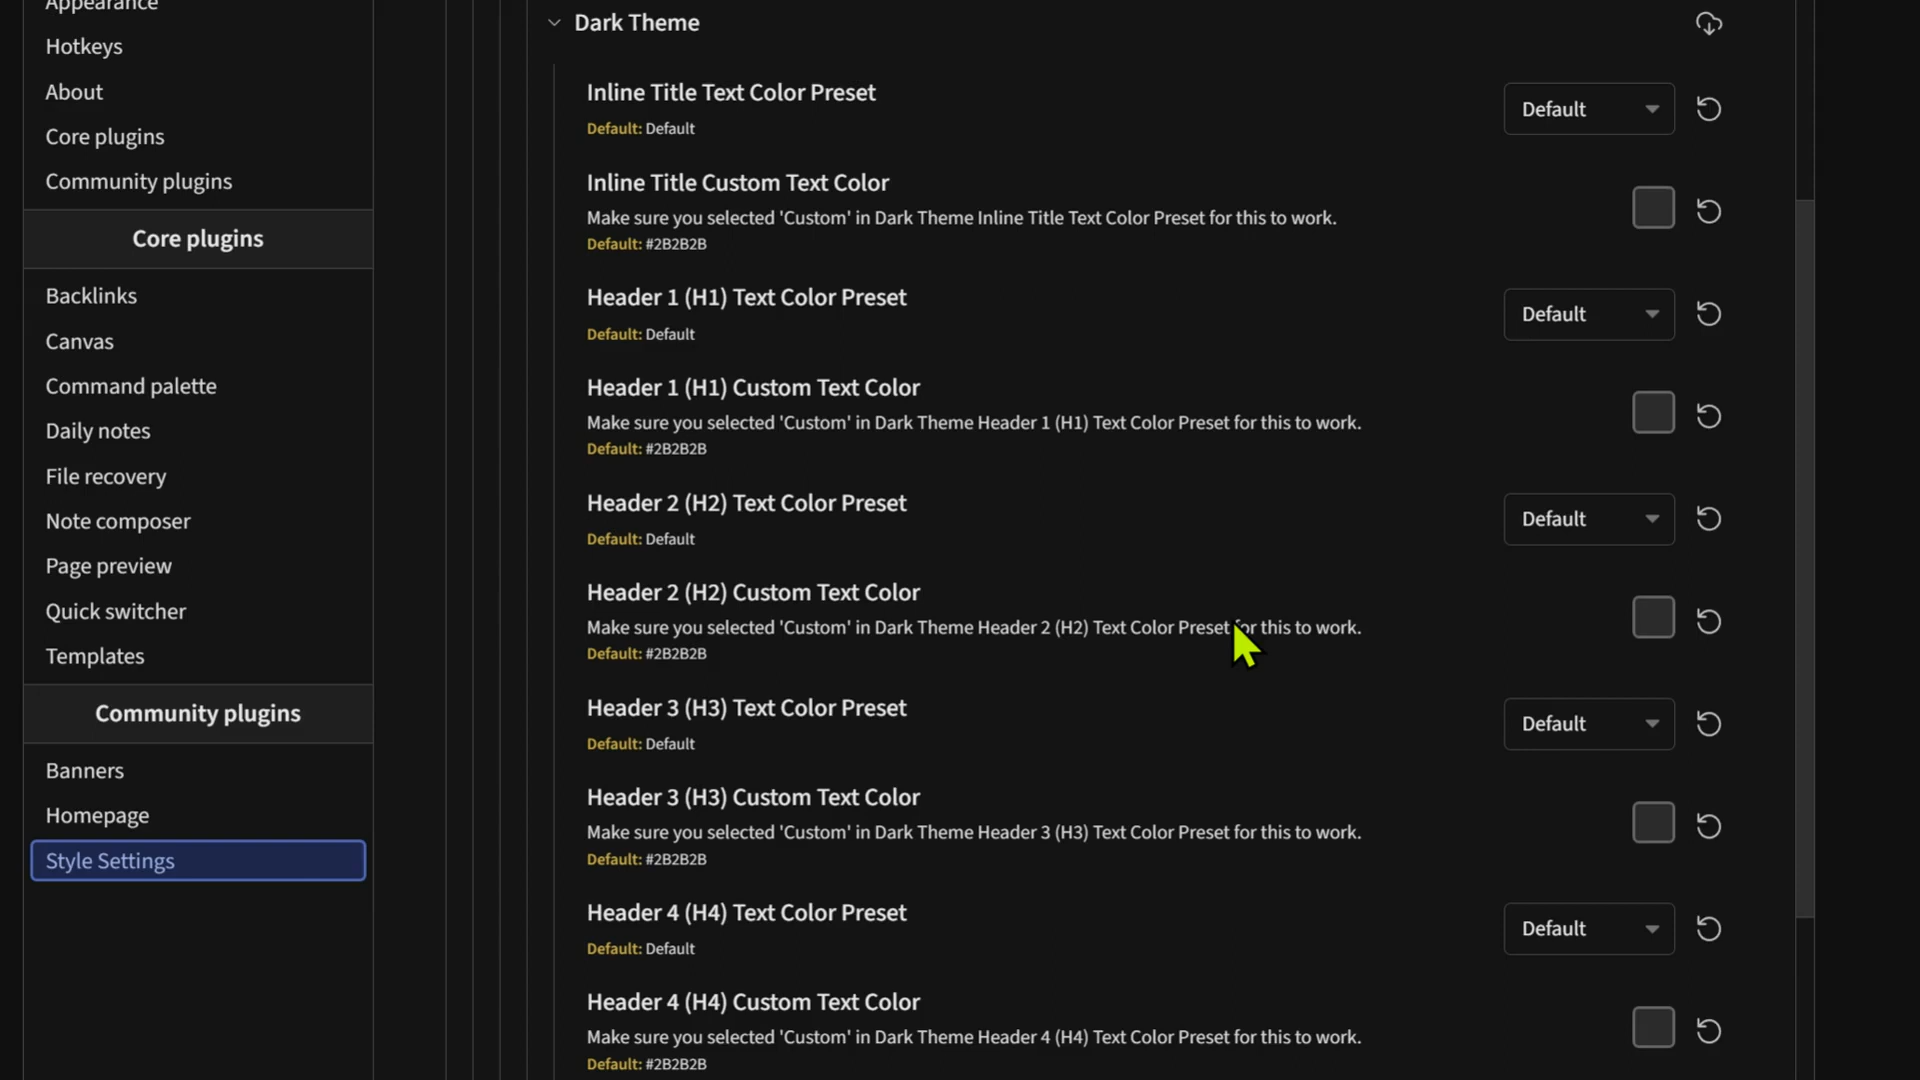 Appearance
Hotkeys
About
Core plugins
Community plugins
Core plugins
Backlinks
Canvas
Command palette
Daily notes
File recovery
Note composer
Page preview
Quick switcher
Templates
Community plugins
Banners
Homepage
Style Settings
Dark Theme
Inline Title Text Color Preset
Default: Default
Default
Inline Title Custom Text Color
Make sure you selected 'Custom' in Dark Theme Inline Title Text Color Preset for this to work.
Default: #2B2B2B
Header 1 (H1) Text Color Preset
Default: Default
Default
Header 1 (H1) Custom Text Color
Make sure you selected 'Custom' in Dark Theme Header 1 (H1) Text Color Preset for this to work.
Default: #2B2B2B
Header 2 (H2) Text Color Preset
Default: Default
Default
Header 2 (H2) Custom Text Color
Make sure you selected 'Custom' in Dark Theme Header 2 (H2) Text Color Preset for this to work.
Default: #2B2B2B
Header 3 (H3) Text Color Preset
Default: Default
Default
Header 3 (H3) Custom Text Color
Make sure you selected 'Custom' in Dark Theme Header 3 (H3) Text Color Preset for this to work.
Default: #2B2B2B
Header 4 (H4) Text Color Preset
Default: Default
Default
Header 4 (H4) Custom Text Color
Make sure you selected 'Custom' in Dark Theme Header 4 (H4) Text Color Preset for this to work.
Default: #2B2B2B